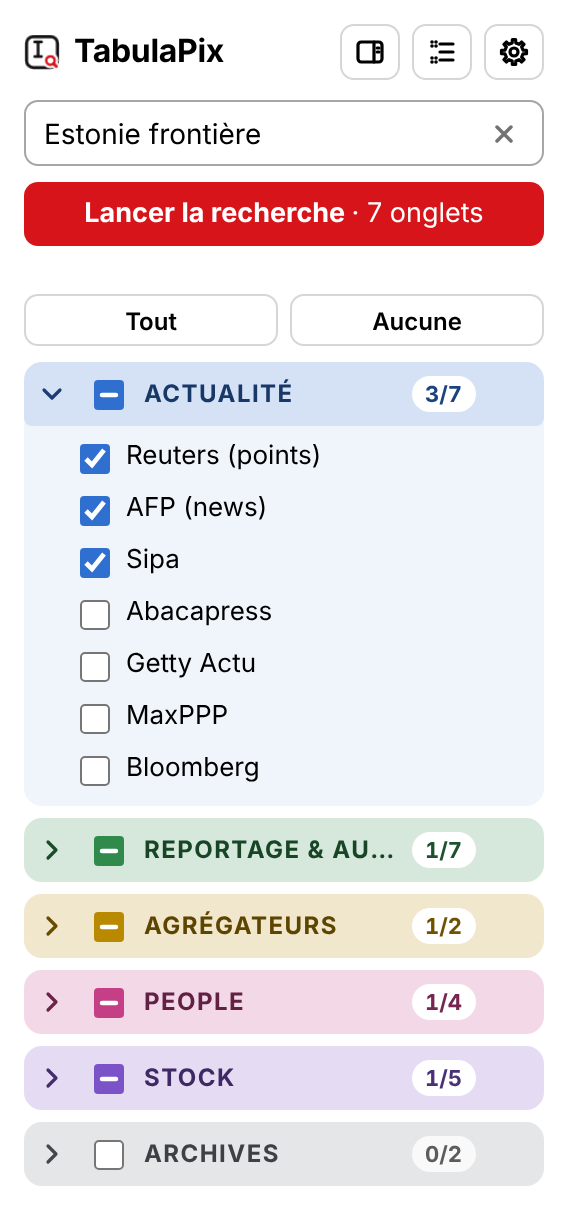 TabulaPix
Estonie frontière
Lancer la recherche · 7 onglets
Tout
Aucune
ACTUALITÉ 3/7
Reuters (points)
AFP (news)
Sipa
Abacapress
Getty Actu
MaxPPP
Bloomberg
REPORTAGE & AU... 1/7
AGRÉGATEURS 1/2
PEOPLE 1/4
STOCK 1/5
ARCHIVES 0/2